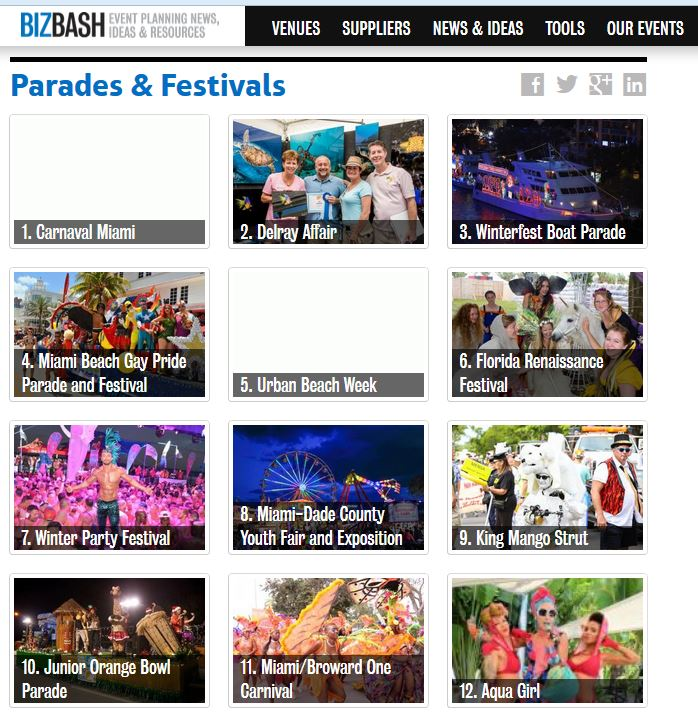 BIZBASH EVENT PLANNING NEWS,
IDEAS & RESOURCES
VENUES SUPPLIERS NEWS & IDEAS TOOLS OUR EVENTS
Parades & Festivals
f g+ in
1. Carnaval Miami
2. Delray Affair
3. Winterfest Boat Parade
4. Miami Beach Gay Pride
Parade and Festival
5. Urban Beach Week
6. Florida Renaissance
Festival
7. Winter Party Festival
8. Miami-Dade County
Youth Fair and Exposition
9. King Mango Strut
10. Junior Orange Bowl
Parade
11. Miami/Broward One
Carnival
12. Aqua Girl